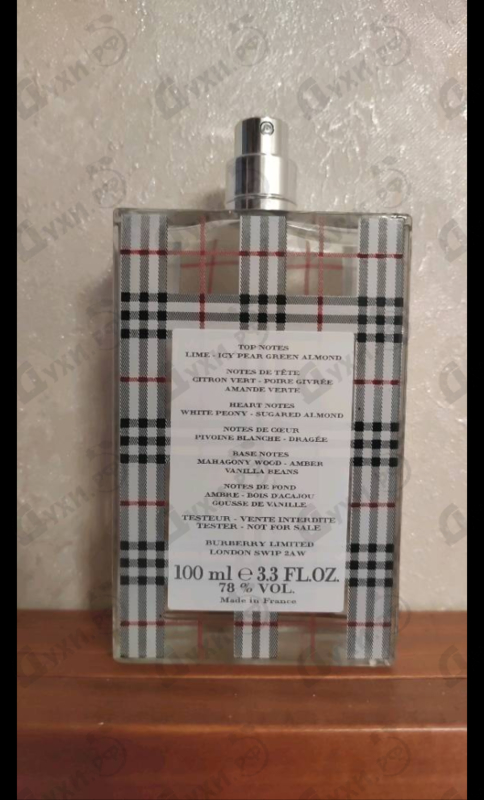 TOP NOTES
LIME - ICY PEAR GREEN ALMOND
NOTES DE TÊTE
CITRON VERT - POIRE GIVRÉE
AMANDE VERTE
HEART NOTES
WHITE PEONY - SUGARED ALMOND
NOTES DE CŒUR
PIVOINE BLANCHE - DRAGÉE
BASE NOTES
MAHAGONY WOOD - AMBER
VANILLA BEANS
NOTES DE FOND
AMBRE - BOIS D'ACAJOU
GOUSSE DE VANILLE
TESTEUR - VENTE INTERDITE
TESTER - NOT FOR SALE
BURBERRY LIMITED
LONDON SW1P 2AW
100 ml ℮ 3.3 FL.OZ.
78 % VOL.
Made in France
Духи.РФ